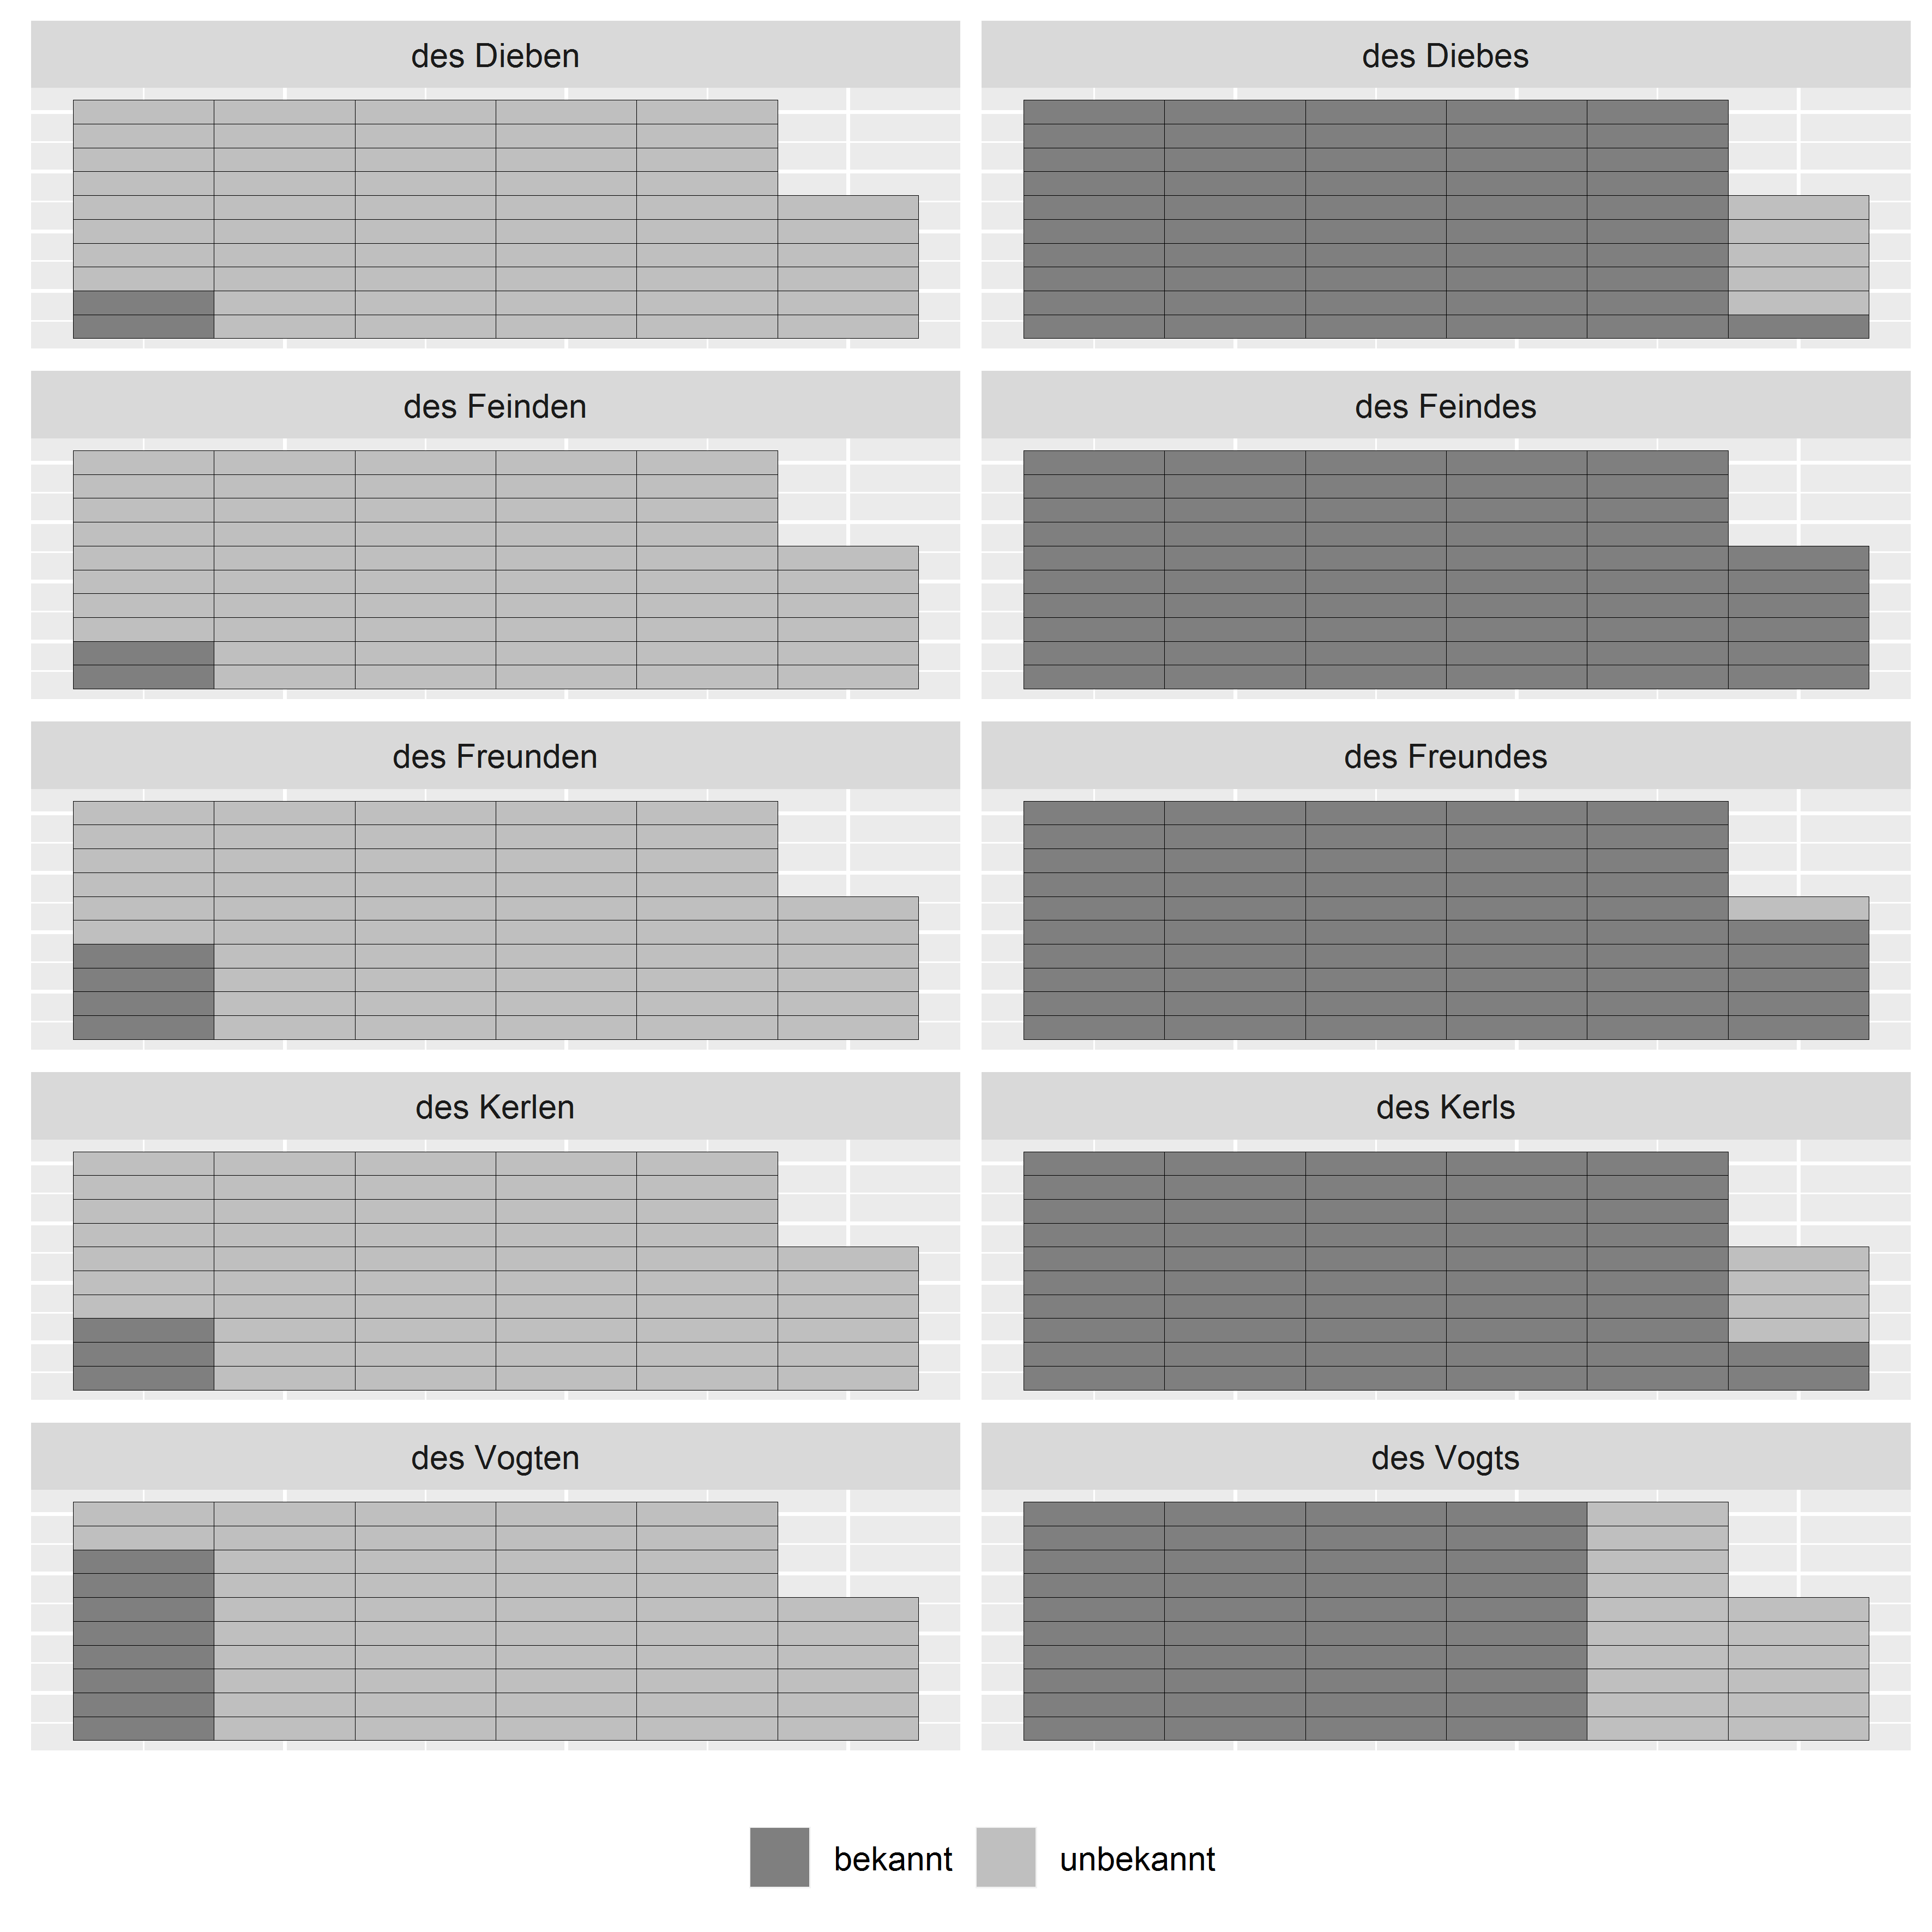 des Dieben
des Diebes
des Feinden
des Feindes
des Freunden
des Freundes
des Kerlen
des Kerls
des Vogten
des Vogts
bekannt
unbekannt